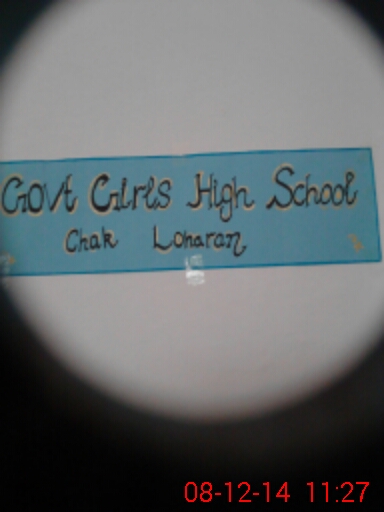 Govt Girls High School
Chak Loharan
08-12-14 11:27